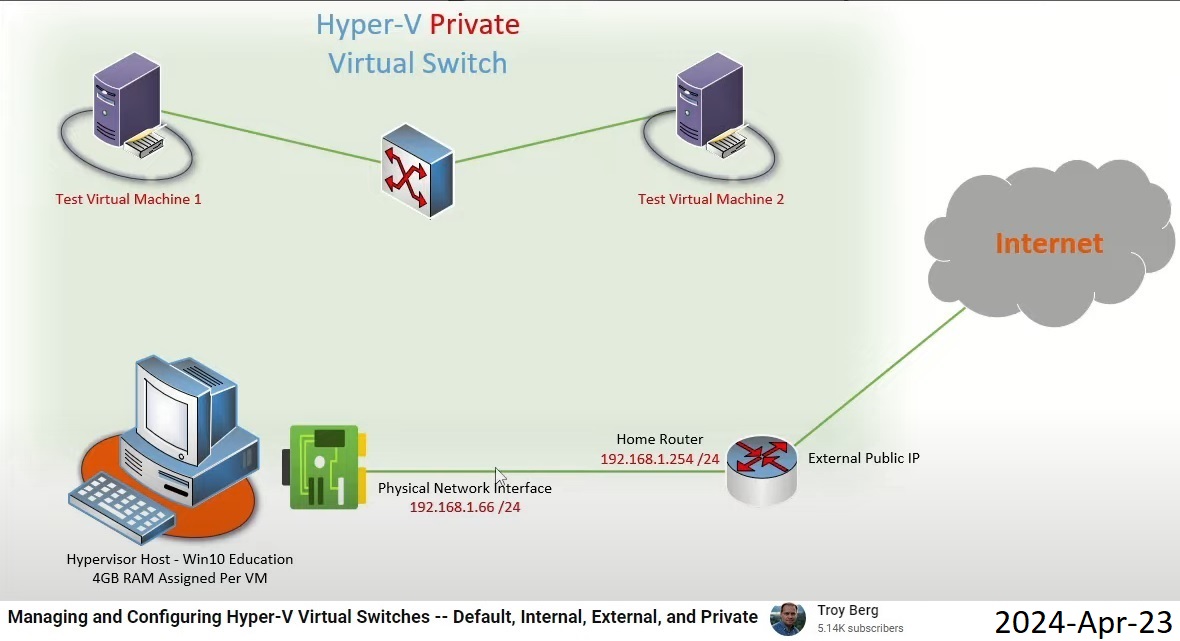 Hyper-V Private
Virtual Switch
Test Virtual Machine 1
Test Virtual Machine 2
Internet
Home Router
192.168.1.254 /24
External Public IP
Physical Network Interface
192.168.1.66 /24
Hypervisor Host - Win10 Education
4GB RAM Assigned Per VM
Managing and Configuring Hyper-V Virtual Switches -- Default, Internal, External, and Private
Troy Berg
5.14K subscribers
2024-Apr-23